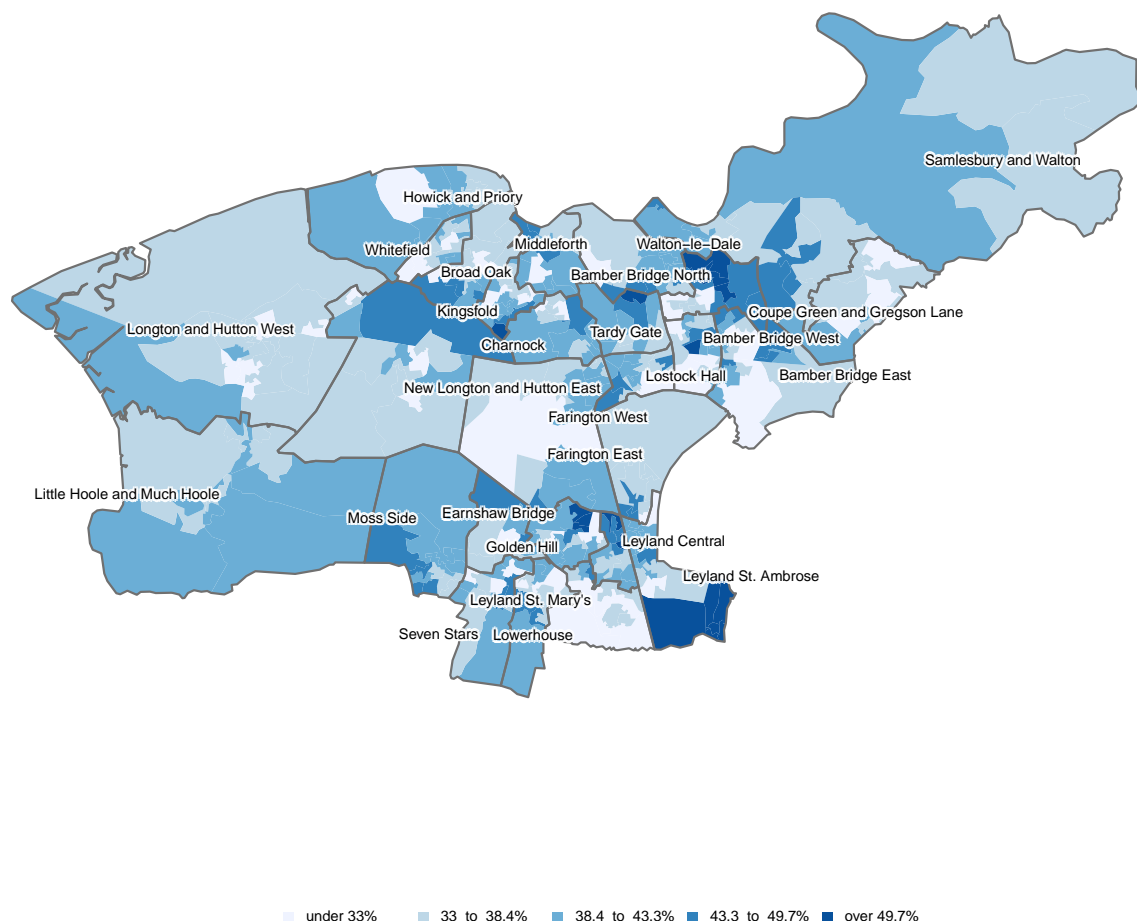 Samlesbury and Walton
Howick and Priory
Whitefield
Middleforth
Walton−le−Dale
Broad Oak
Bamber Bridge North
Kingsfold
Coupe Green and Gregson Lane
Longton and Hutton West
Tardy Gate
Charnock
Bamber Bridge West
Lostock Hall
Bamber Bridge East
New Longton and Hutton East
Farington West
Farington East
Little Hoole and Much Hoole
Earnshaw Bridge
Moss Side
Leyland Central
Golden Hill
Leyland St. Ambrose
Leyland St. Mary's
Seven Stars
Lowerhouse
under 33%
33 to 38.4%
38.4 to 43.3%
43.3 to 49.7%
over 49.7%